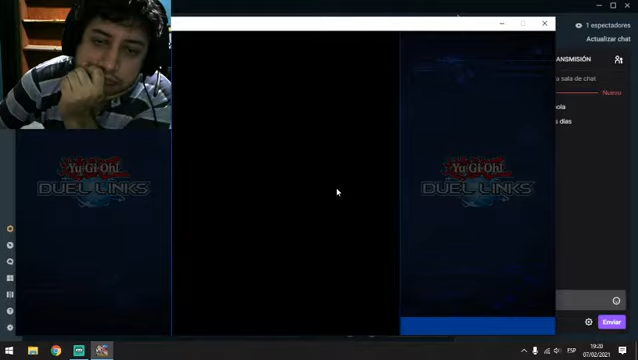 1 espectadores
Actualizar chat
NSMISIÓN
a sala de chat
Nuevo
ola
s días
Yu-Gi-Oh!
DUEL LINKS
Yu-Gi-Oh!
DUEL LINKS
Enviar
ESP
19:20
07/02/2021